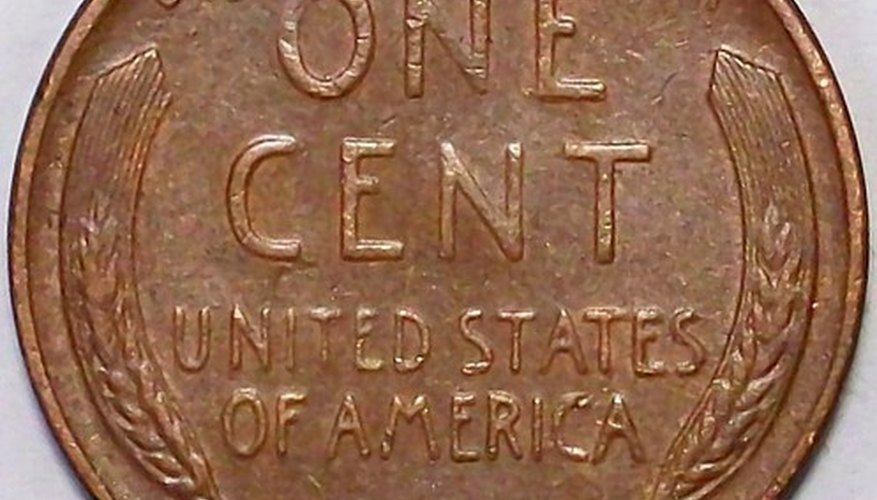 ONE
CENT
UNITED STATES
OF AMERICA